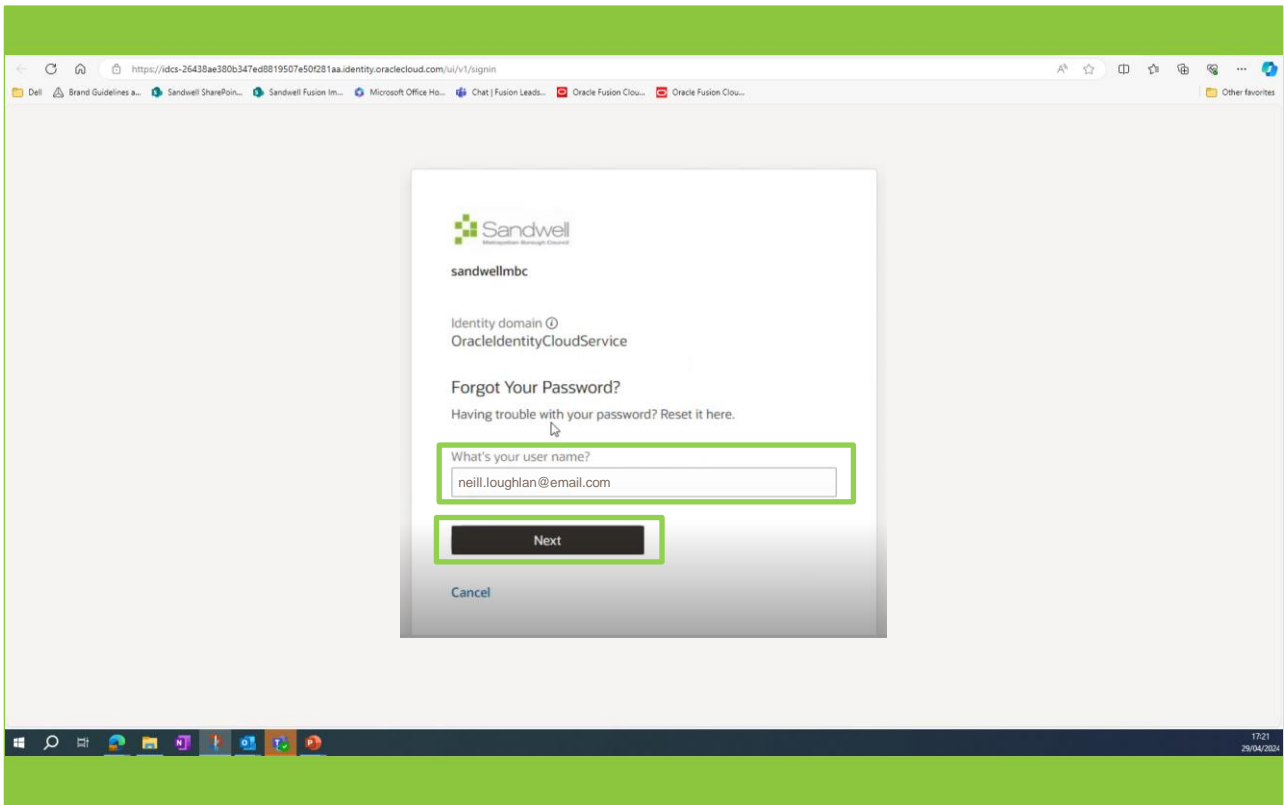 https://idcs-26438ae380b347ed8819507e50f281aa.identity.oraclecloud.com/ui/v1/signin
Dell Brand Guidelines a... Sandwell SharePoin... Sandwell Fusion Im... Microsoft Office Ho... Chat | Fusion Leads... Oracle Fusion Clou... Oracle Fusion Clou... Other favorites
Sandwell
Metropolitan Borough Council
sandwellmbc
Identity domain
OracleIdentityCloudService
Forgot Your Password?
Having trouble with your password? Reset it here.
What's your user name?
neill.loughlan@email.com
Next
Cancel
17:21
29/04/2024